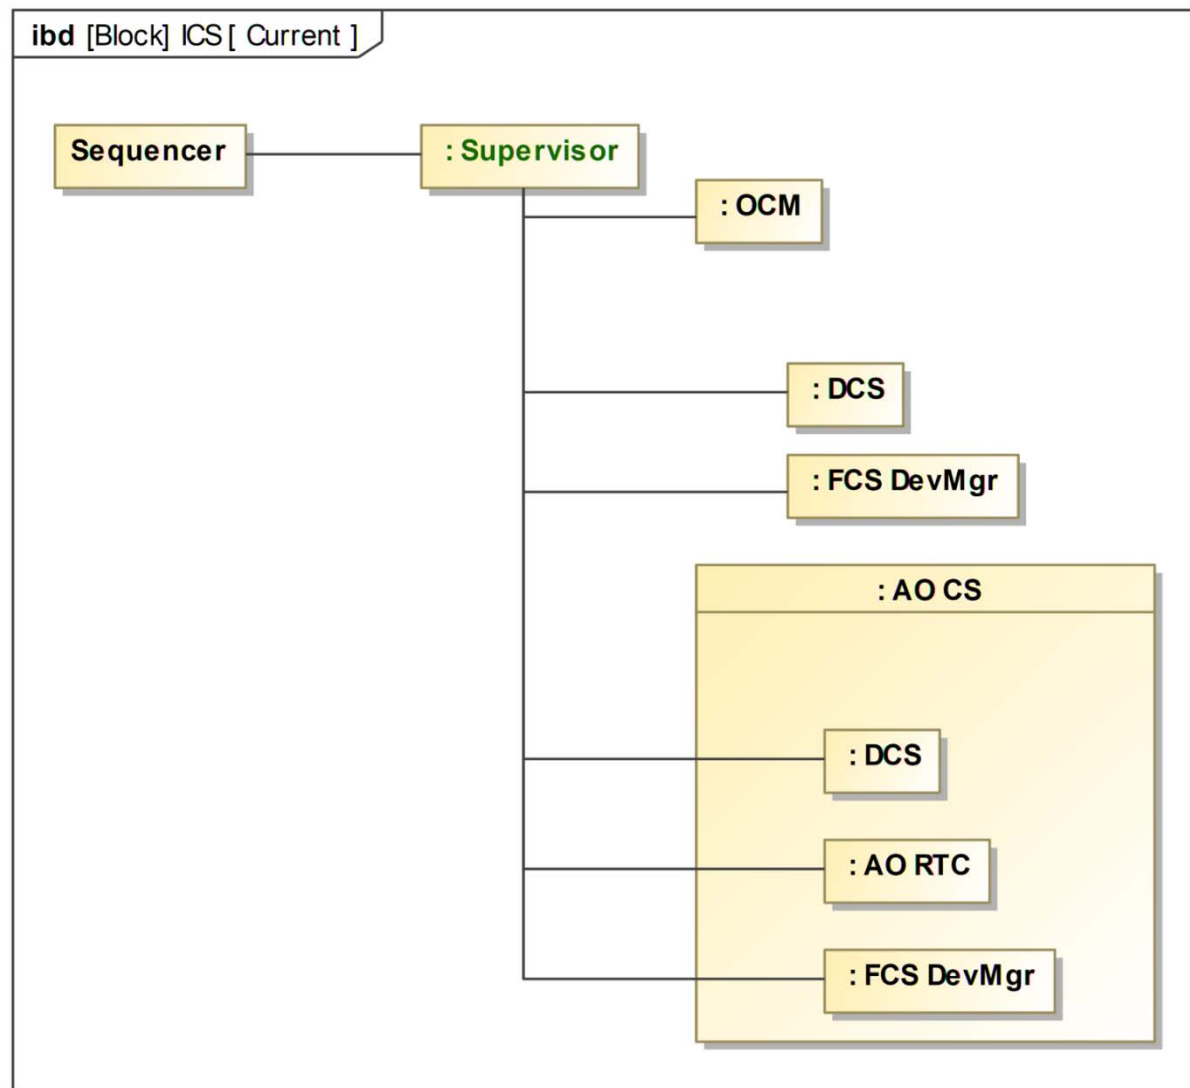 ibd [Block] ICS [ Current ]
Sequencer
: Supervisor
: OCM
: DCS
: FCS DevMgr
: AO CS
: DCS
: AO RTC
: FCS DevMgr